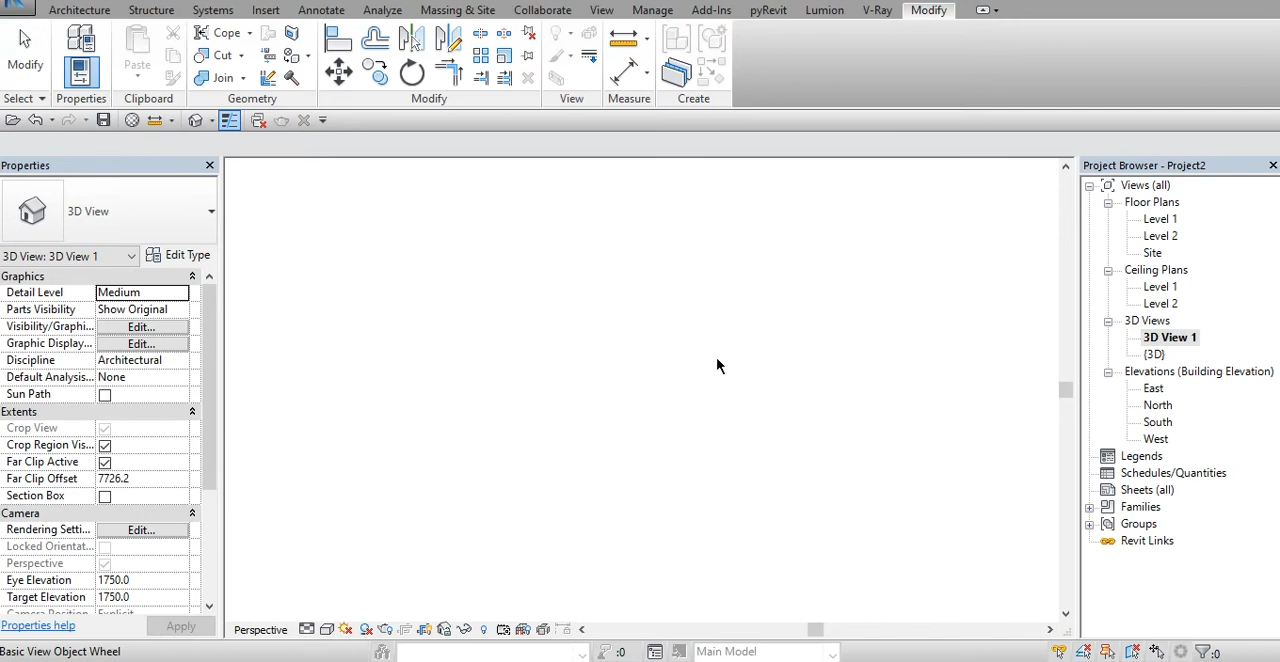 Architecture Structure Systems Insert Annotate Analyze Massing & Site Collaborate View Manage Add-Ins pyRevit Lumion V-Ray Modify
Modify
Paste
Cope
Cut
Join
Select Properties Clipboard Geometry Modify View Measure Create
Properties
3D View
3D View: 3D View 1 Edit Type
Graphics
Detail Level Medium
Parts Visibility Show Original
Visibility/Graphi... Edit...
Graphic Display... Edit...
Discipline Architectural
Default Analysis... None
Sun Path
Extents
Crop View
Crop Region Vis...
Far Clip Active
Far Clip Offset 7726.2
Section Box
Camera
Rendering Setti... Edit...
Locked Orientat...
Perspective
Eye Elevation 1750.0
Target Elevation 1750.0
Camera Position Explicit
Properties help Apply
Perspective
Basic View Object Wheel
:0
Main Model
:0
Project Browser - Project2
Views (all)
Floor Plans
Level 1
Level 2
Site
Ceiling Plans
Level 1
Level 2
3D Views
3D View 1
{3D}
Elevations (Building Elevation)
East
North
South
West
Legends
Schedules/Quantities
Sheets (all)
Families
Groups
Revit Links